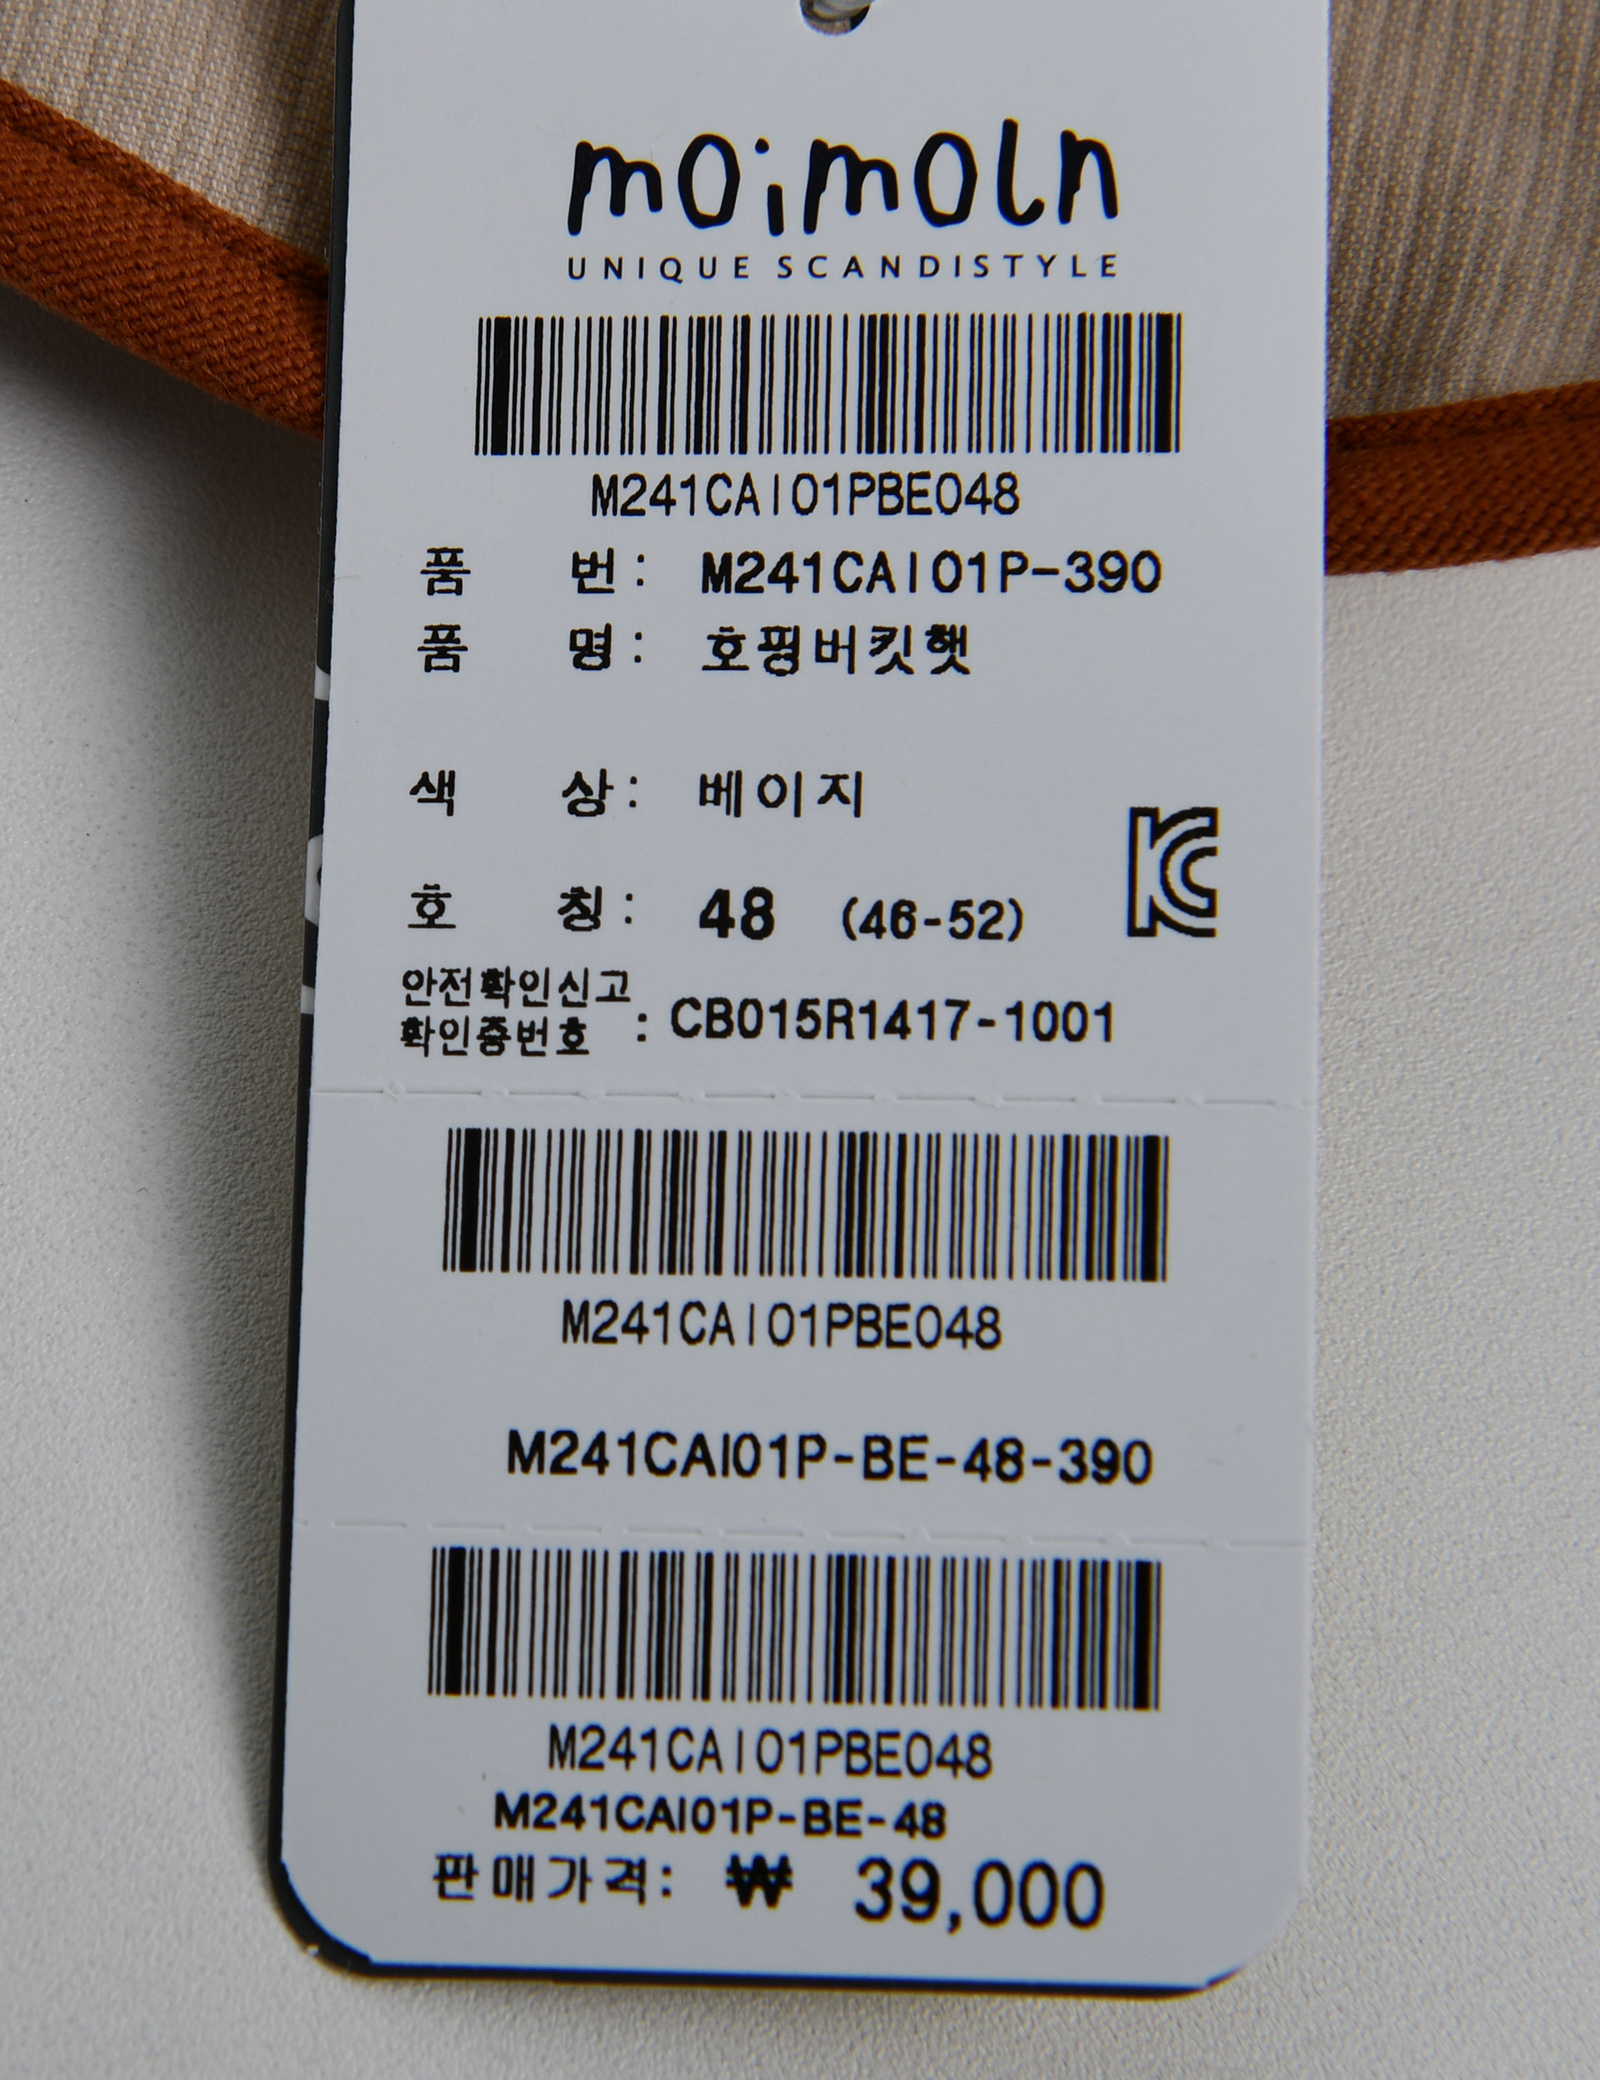 moimoln
UNIQUE SCANDISTYLE
M241CAI01PBE048
품 번: M241CAI01P-390
품 명: 호핑버킷햇
색 상: 베이지
호 칭: 48 (46-52)
안전확인신고
확인증번호 : CB015R1417-1001
M241CAI01PBE048
M241CAI01P-BE-48-390
M241CAI01PBE048
M241CAI01P-BE-48
판매가격: ₩ 39,000